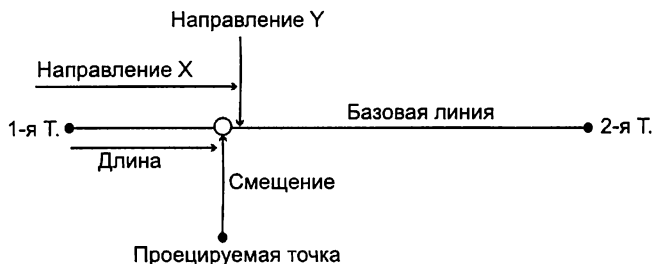 Направление Y
Направление X
Базовая линия
1-я Т.
2-я Т.
Длина
Смещение
Проецируемая точка